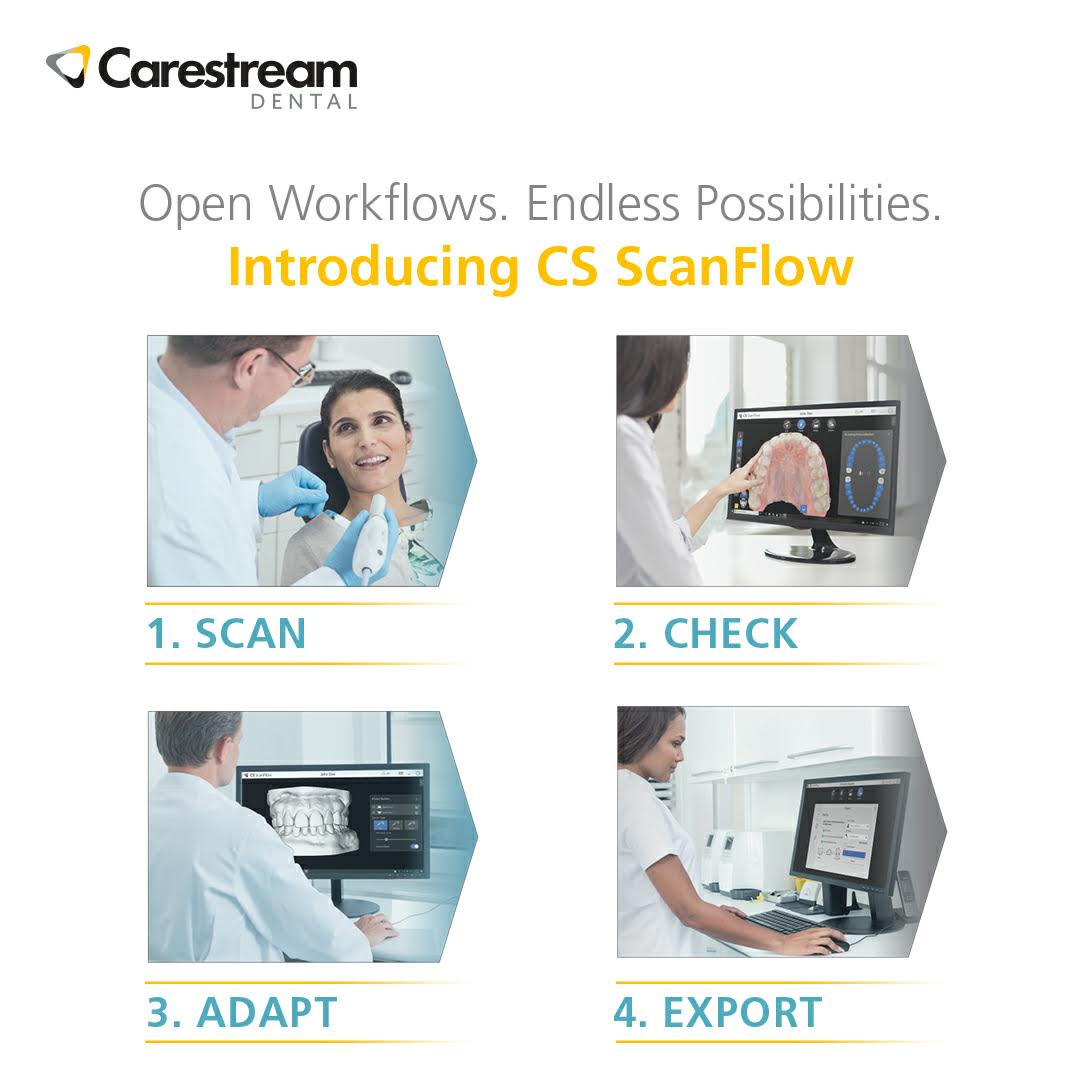 Carestream
DENTAL
Open Workflows. Endless Possibilities.
Introducing CS ScanFlow
1. SCAN
2. CHECK
3. ADAPT
4. EXPORT